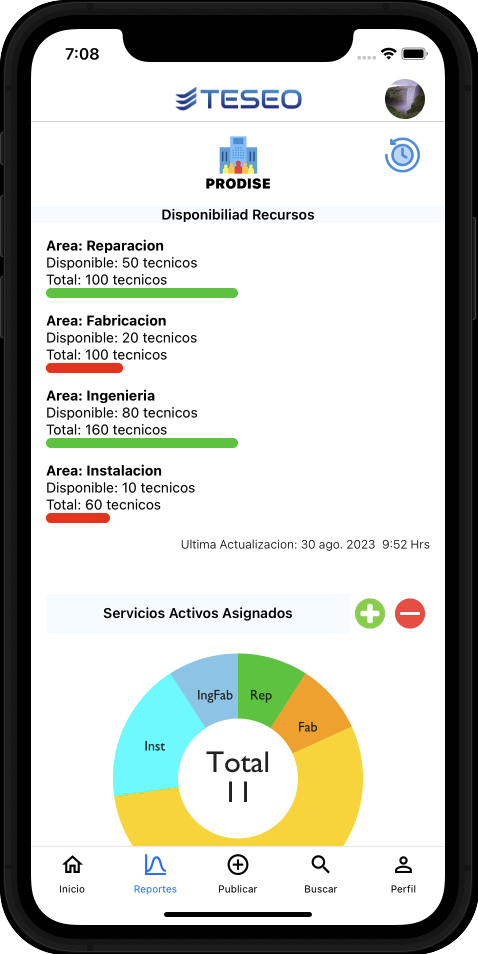 7:08
TESEO
PRODISE
Disponibiliad Recursos
Area: Reparacion
Disponible: 50 tecnicos
Total: 100 tecnicos
Area: Fabricacion
Disponible: 20 tecnicos
Total: 100 tecnicos
Area: Ingenieria
Disponible: 80 tecnicos
Total: 160 tecnicos
Area: Instalacion
Disponible: 10 tecnicos
Total: 60 tecnicos
Ultima Actualizacion: 30 ago. 2023 9:52 Hrs
Servicios Activos Asignados
IngFab
Rep
Fab
Inst
Total
11
Inicio
Reportes
Publicar
Buscar
Perfil